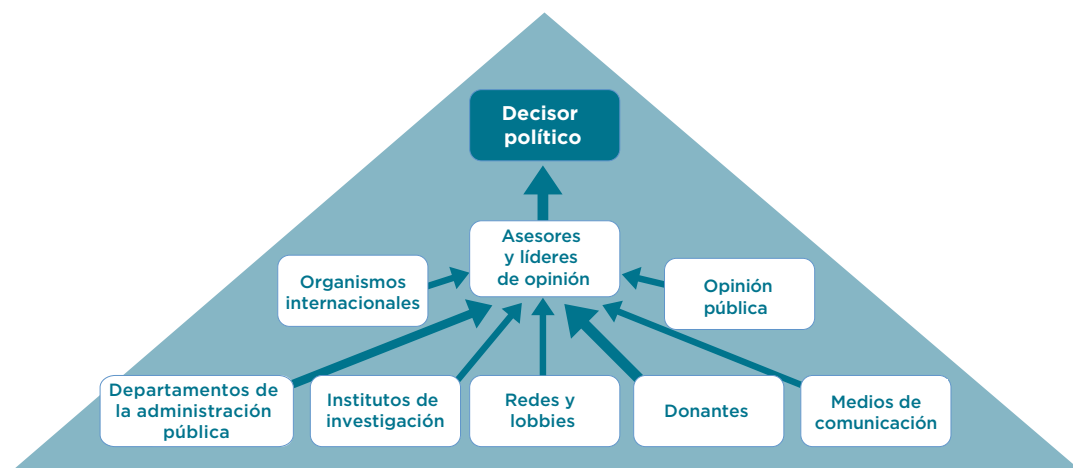 Decisor
político
Asesores
y líderes
de opinión
Organismos
internacionales
Opinión
pública
Departamentos de
la administración
pública
Institutos de
investigación
Redes y
lobbies
Donantes
Medios de
comunicación